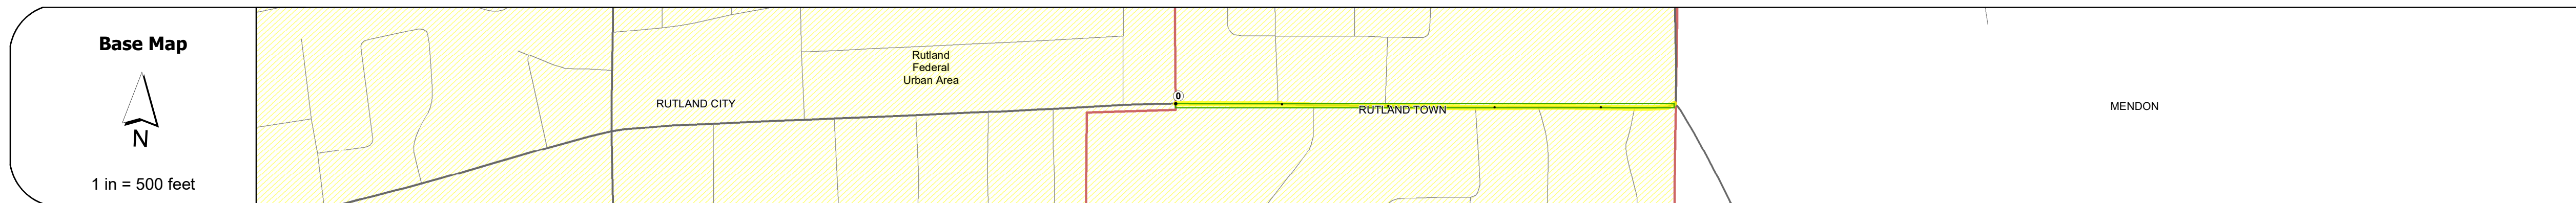 Base Map
N
1 in = 500 feet
Rutland
Federal
Urban Area
RUTLAND CITY
0
RUTLAND TOWN
MENDON